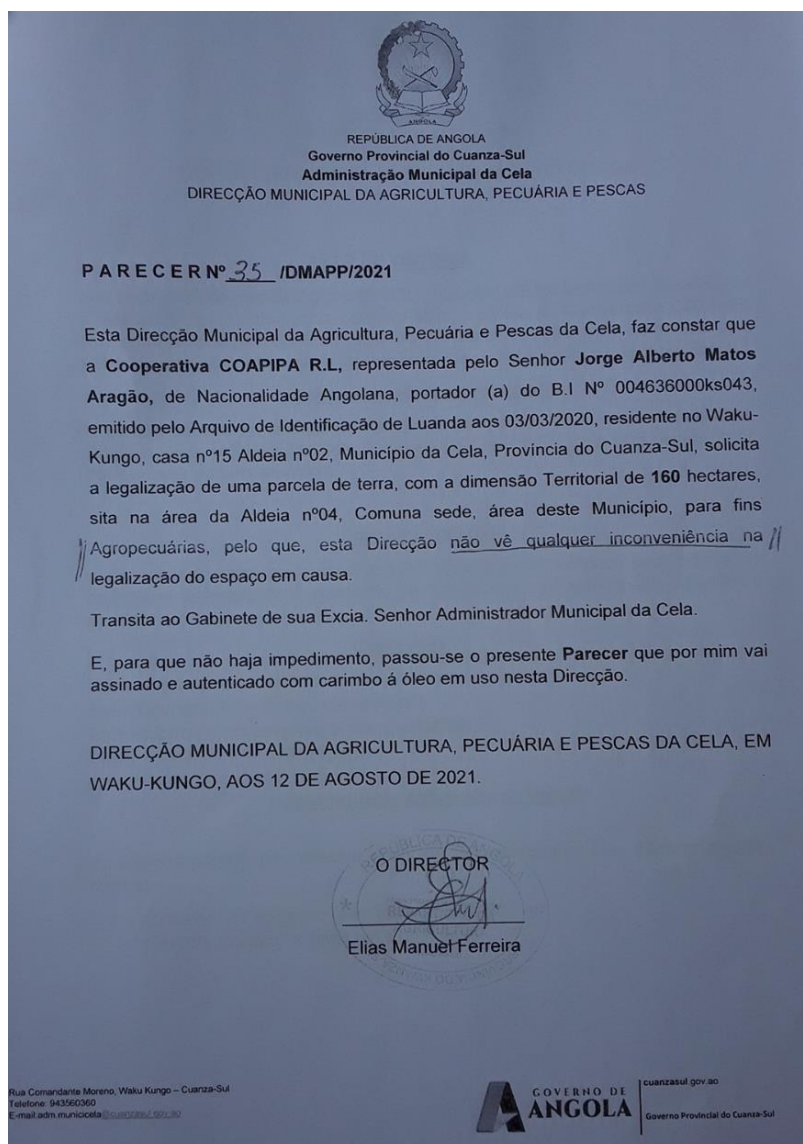 ANGOLA
REPÚBLICA DE ANGOLA
Governo Provincial do Cuanza-Sul
Administração Municipal da Cela
DIRECÇÃO MUNICIPAL DA AGRICULTURA, PECUÁRIA E PESCAS
P A R E C E R Nº 35 /DMAPP/2021
Esta Direcção Municipal da Agricultura, Pecuária e Pescas da Cela, faz constar que
a Cooperativa COAPIPA R.L, representada pelo Senhor Jorge Alberto Matos
Aragão, de Nacionalidade Angolana, portador (a) do B.I Nº 004636000ks043,
emitido pelo Arquivo de Identificação de Luanda aos 03/03/2020, residente no Waku-
Kungo, casa nº15 Aldeia nº02, Município da Cela, Província do Cuanza-Sul, solicita
a legalização de uma parcela de terra, com a dimensão Territorial de 160 hectares,
sita na área da Aldeia nº04, Comuna sede, área deste Município, para fins
Agropecuárias, pelo que, esta Direcção não vê qualquer inconveniência na
legalização do espaço em causa.
Transita ao Gabinete de sua Excia. Senhor Administrador Municipal da Cela.
E, para que não haja impedimento, passou-se o presente Parecer que por mim vai
assinado e autenticado com carimbo á óleo em uso nesta Direcção.
DIRECÇÃO MUNICIPAL DA AGRICULTURA, PECUÁRIA E PESCAS DA CELA, EM
WAKU-KUNGO, AOS 12 DE AGOSTO DE 2021.
REPÚBLICA DE ANGOLA
O DIRECTOR
Elias Manuel Ferreira
Rua Comandante Moreno, Waku Kungo – Cuanza-Sul
Telefone: 943560360
E-mail:adm.municicela@cuanzasul.gov.ao
GOVERNO DE
ANGOLA
cuanzasul.gov.ao
Governo Provincial do Cuanza-Sul